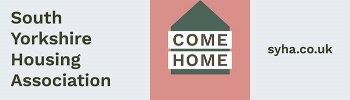 South
Yorkshire
Housing
Association
COME
HOME
syha.co.uk